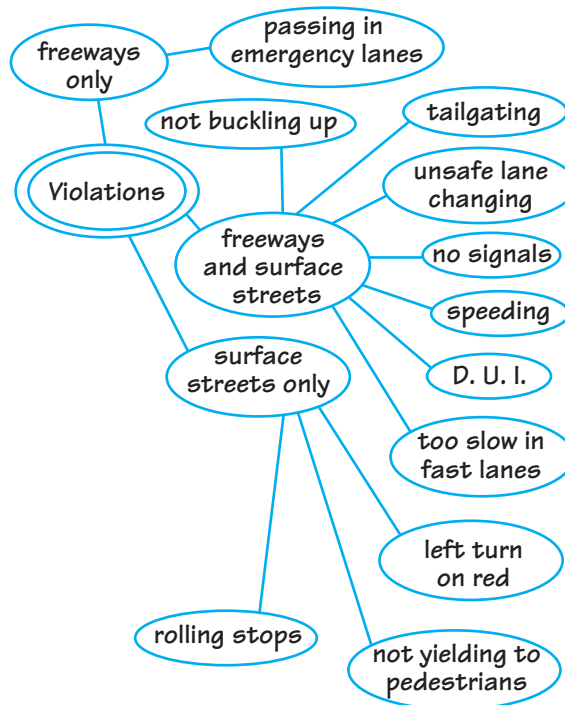 freeways
only
passing in
emergency lanes
not buckling up
tailgating
Violations
unsafe lane
changing
freeways
and surface
streets
no signals
speeding
surface
streets only
D. U. I.
too slow in
fast lanes
left turn
on red
rolling stops
not yielding to
pedestrians